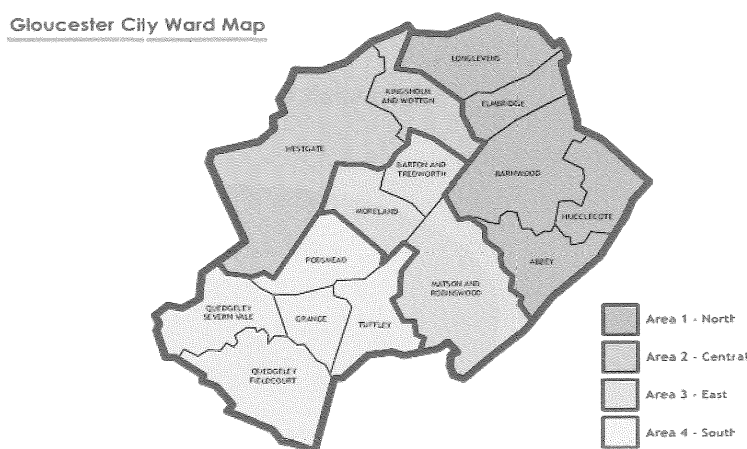 Gloucester City Ward Map
LONGLEVENS
KINGSHOLM
AND WOTTON
ELMBRIDGE
WESTGATE
BARTON AND
TREDWORTH
BARNWOOD
MORELAND
HUCCLECOTE
PODSMEAD
ABBEY
MATSON AND
ROBINSWOOD
QUEDGELEY
SEVERN VALE
GRANGE
TUFFLEY
QUEDGELEY
FIELDCOURT
Area 1 - North
Area 2 - Central
Area 3 - East
Area 4 - South